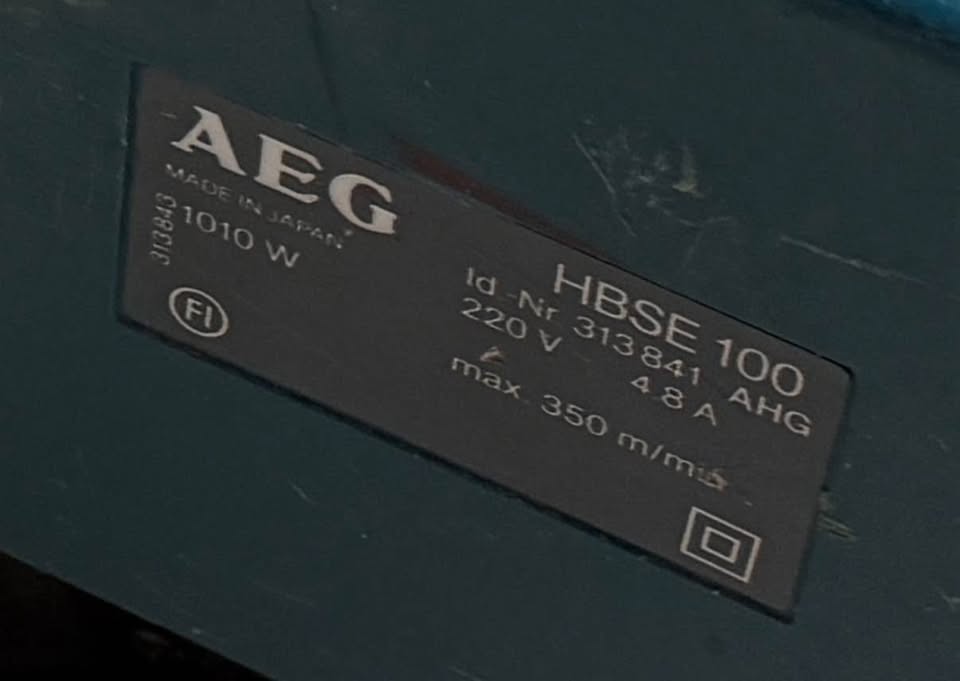 AEG
MADE IN JAPAN
313843
1010 W
FI
HBSE 100
Id.-Nr 313 841 AHG
220 V 4.8 A
max. 350 m/min